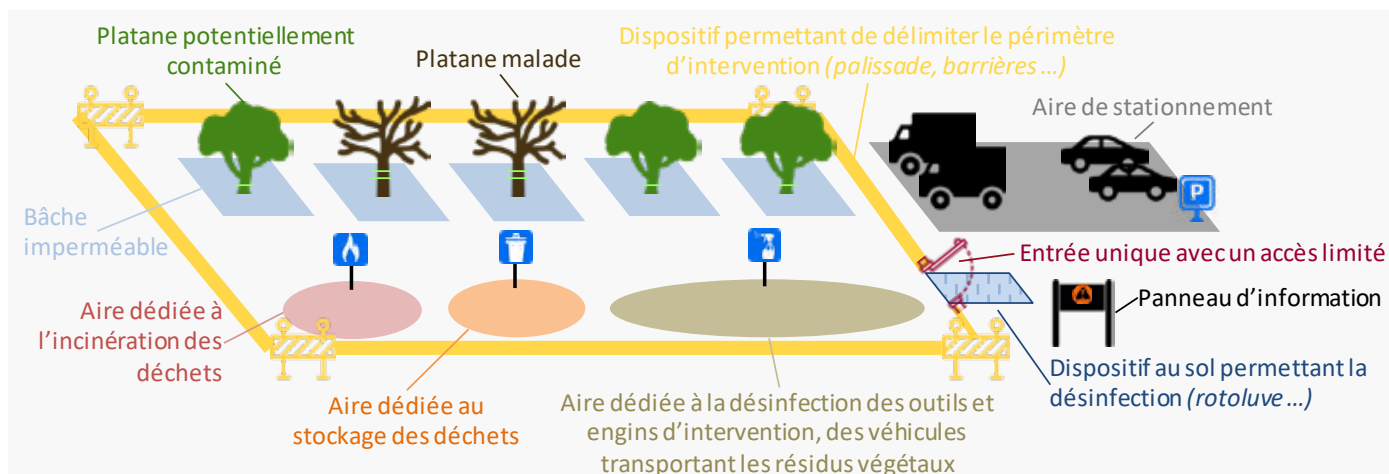 Platane potentiellement
contaminé
Platane malade
Dispositif permettant de délimiter le périmètre
d'intervention (palissade, barrières ...)
Aire de stationnement
P
Bâche
imperméable
Entrée unique avec un accès limité
Panneau d'information
Aire dédiée à
l'incinération des
déchets
Aire dédiée au
stockage des déchets
Aire dédiée à la désinfection des outils et
engins d'intervention, des véhicules
transportant les résidus végétaux
Dispositif au sol permettant la
désinfection (rotoluve ...)